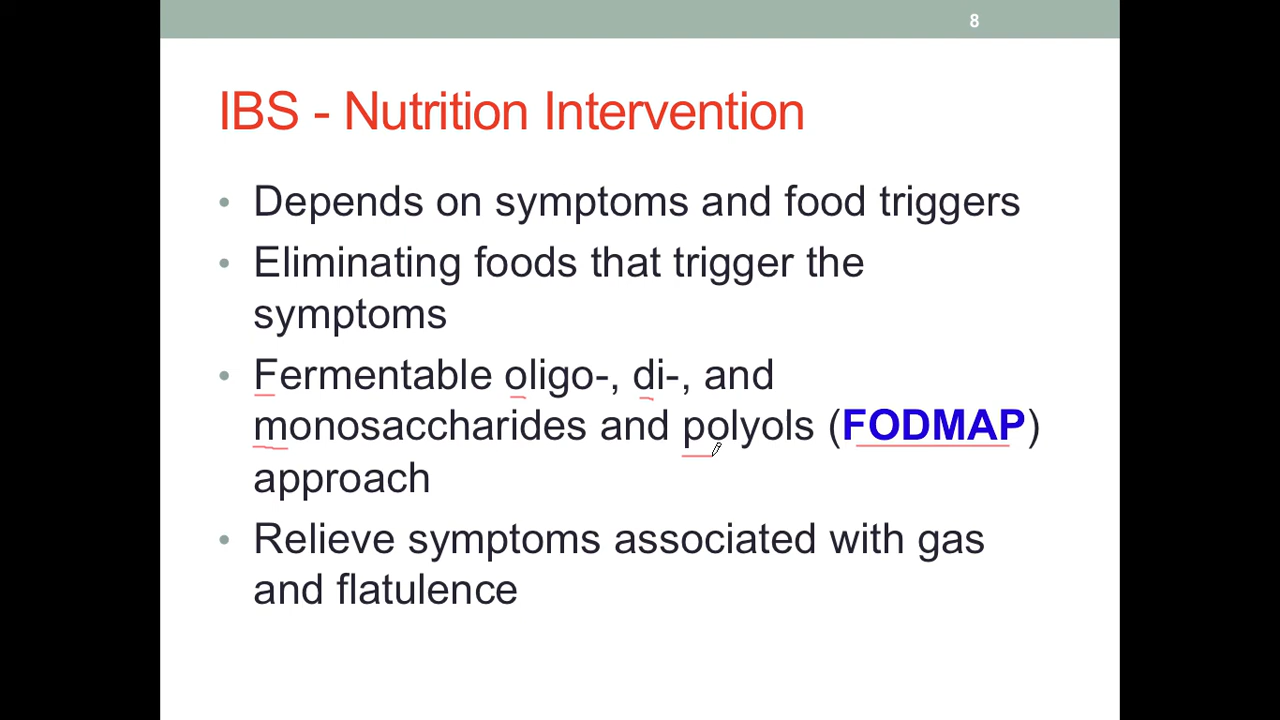 8
IBS - Nutrition Intervention
• Depends on symptoms and food triggers
• Eliminating foods that trigger the
symptoms
• Fermentable oligo-, di-, and
monosaccharides and polyols (FODMAP)
approach
• Relieve symptoms associated with gas
and flatulence